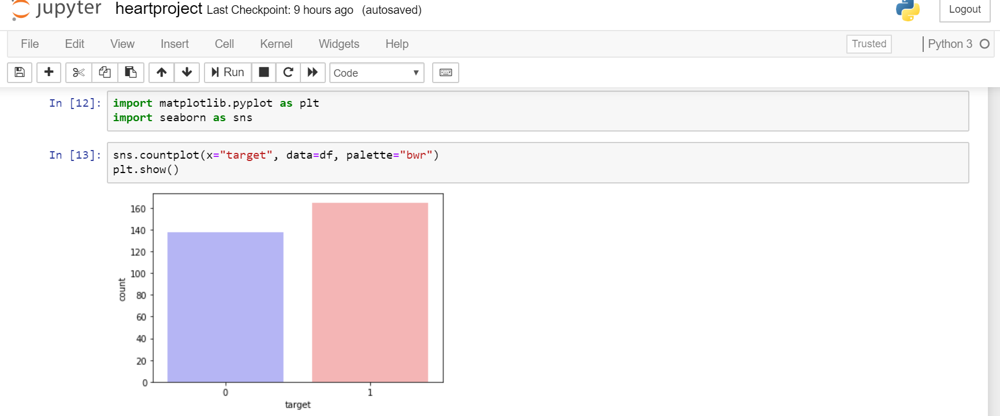 jupyter heartproject Last Checkpoint: 9 hours ago (autosaved) Logout
File Edit View Insert Cell Kernel Widgets Help Trusted Python 3
Run Code
In [12]: import matplotlib.pyplot as plt
import seaborn as sns
In [13]: sns.countplot(x="target", data=df, palette="bwr")
plt.show()
160
140
120
100
80
60
40
20
0
count
0 1
target